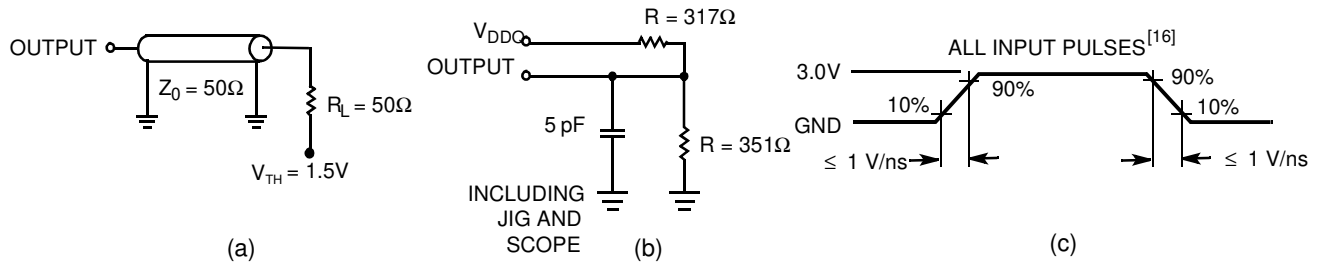 OUTPUT
Z0 = 50Ω
RL = 50Ω
VTH = 1.5V
(a)
R = 317Ω
VDDQ
OUTPUT
5 pF
R = 351Ω
INCLUDING
JIG AND
SCOPE
(b)
ALL INPUT PULSES[16]
3.0V
90%
90%
10%
10%
GND
≤ 1 V/ns
≤ 1 V/ns
(c)